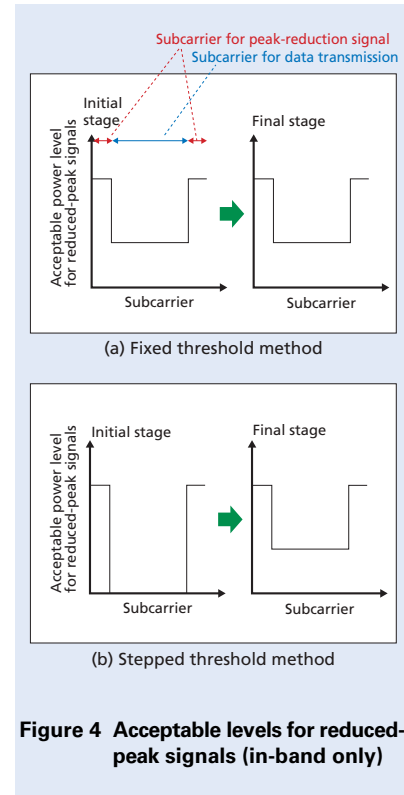 Subcarrier for peak-reduction signal
Subcarrier for data transmission
Initial
stage
Final stage
Acceptable power level
for reduced-peak signals
Subcarrier
Subcarrier
(a) Fixed threshold method
Initial stage
Final stage
Acceptable power level
for reduced-peak signals
Subcarrier
Subcarrier
(b) Stepped threshold method
Figure 4 Acceptable levels for reduced-
peak signals (in-band only)